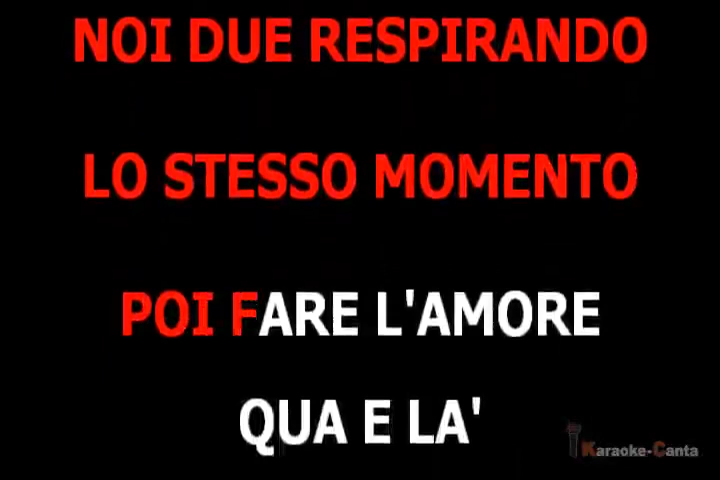 NOI DUE RESPIRANDO
LO STESSO MOMENTO
POI FARE L'AMORE
QUA E LA'
Karaoke-Canta